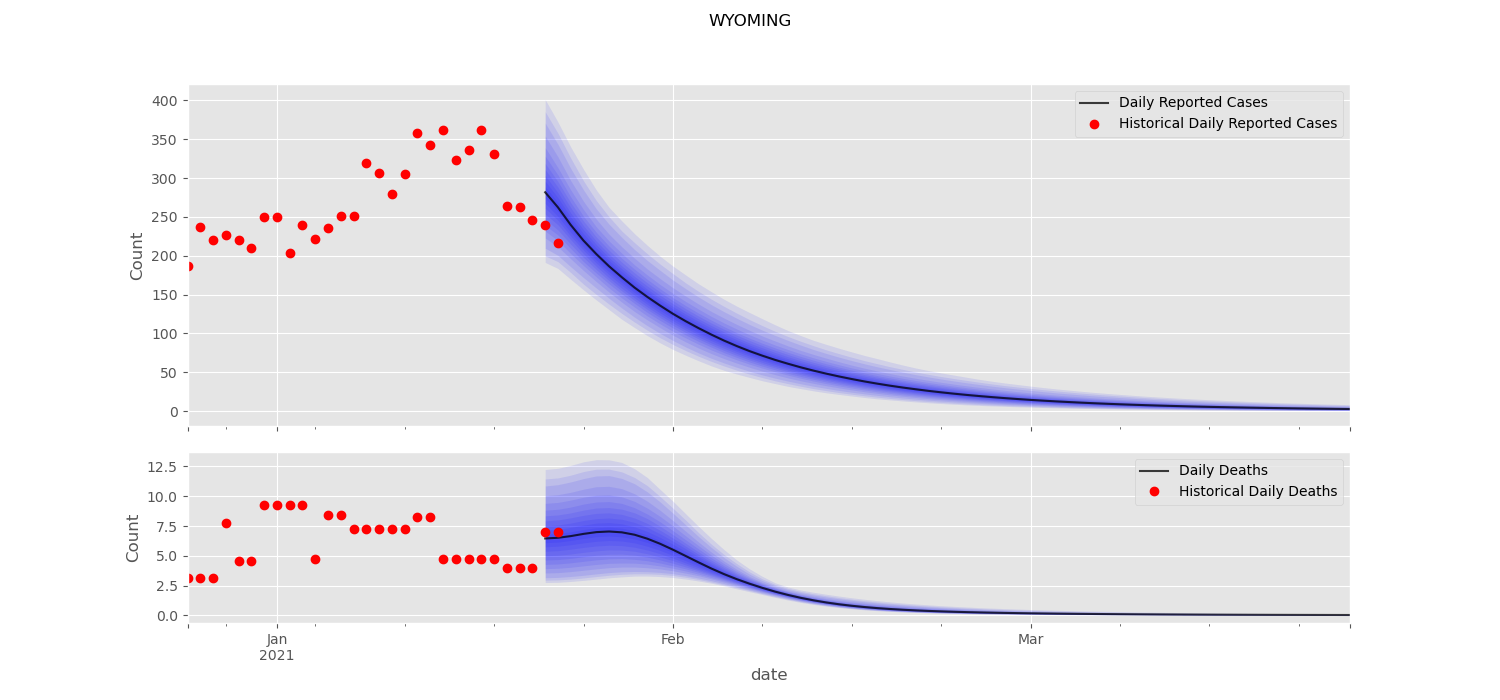 WYOMING
400
350
300
250
200
150
100
50
0
Count
Daily Reported Cases
Historical Daily Reported Cases
12.5
10.0
7.5
5.0
2.5
0.0
Count
Daily Deaths
Historical Daily Deaths
Jan
2021
Feb
Mar
date